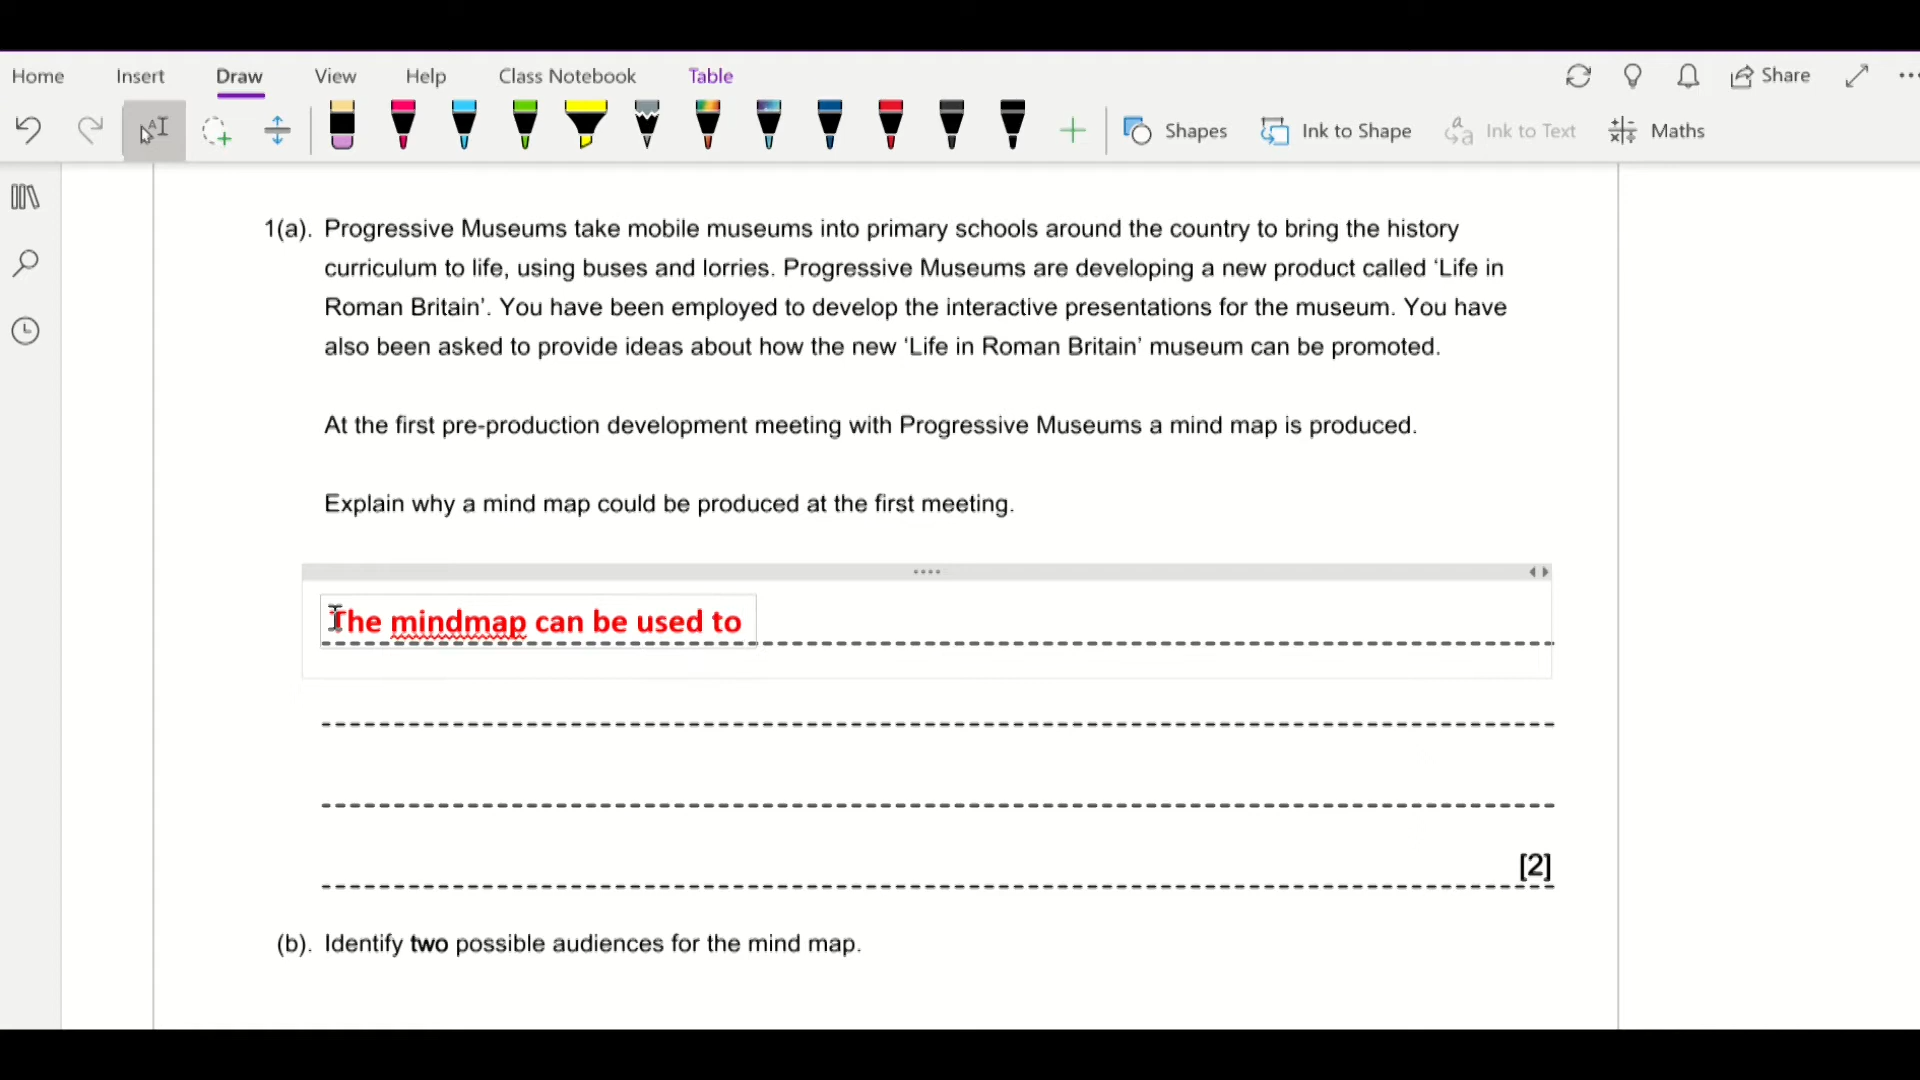 Home Insert Draw View Help Class Notebook Table Share
Shapes Ink to Shape Ink to Text Maths
1(a). Progressive Museums take mobile museums into primary schools around the country to bring the history
curriculum to life, using buses and lorries. Progressive Museums are developing a new product called ‘Life in
Roman Britain’. You have been employed to develop the interactive presentations for the museum. You have
also been asked to provide ideas about how the new ‘Life in Roman Britain’ museum can be promoted.
At the first pre-production development meeting with Progressive Museums a mind map is produced.
Explain why a mind map could be produced at the first meeting.
The mindmap can be used to
[2]
(b). Identify two possible audiences for the mind map.